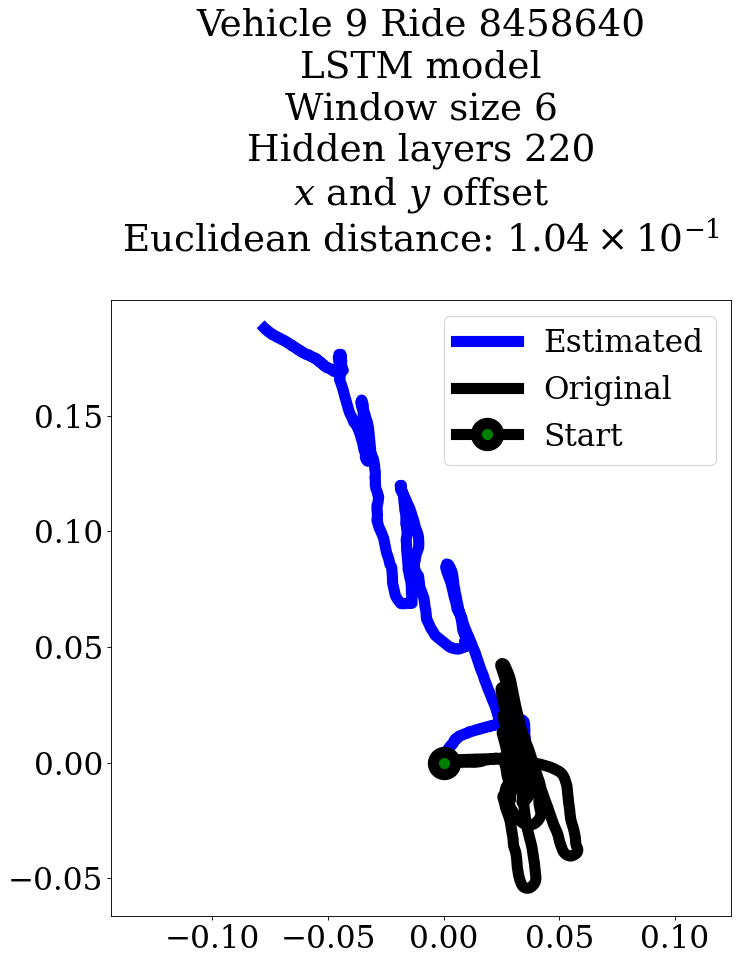 Vehicle 9 Ride 8458640
LSTM model
Window size 6
Hidden layers 220
x and y offset
Euclidean distance: 1.04 × 10⁻¹
Estimated
Original
Start
0.15
0.10
0.05
0.00
−0.05
−0.10 −0.05 0.00 0.05 0.10